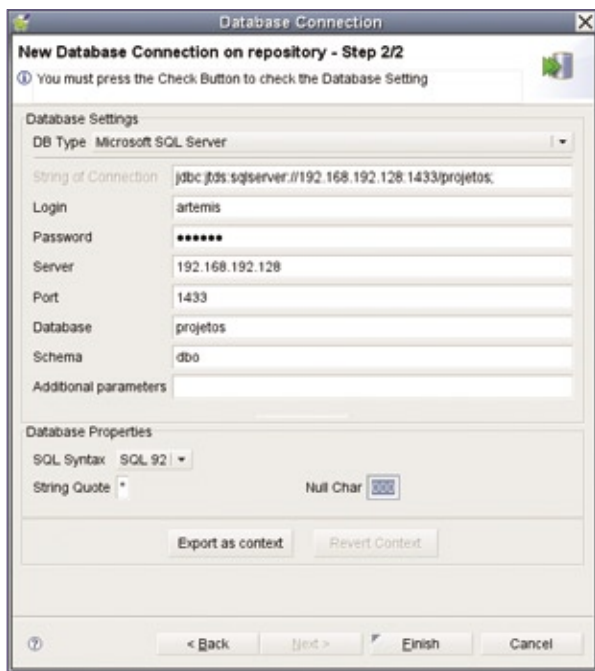 Database Connection
New Database Connection on repository - Step 2/2
You must press the Check Button to check the Database Setting
Database Settings
DB Type Microsoft SQL Server
String of Connection jdbc:jtds:sqlserver://192.168.192.128:1433/projetos;
Login artemis
Password ••••••
Server 192.168.192.128
Port 1433
Database projetos
Schema dbo
Additional parameters
Database Properties
SQL Syntax SQL 92
String Quote "
Null Char 000
Export as context Revert Context
? < Back Next > Finish Cancel